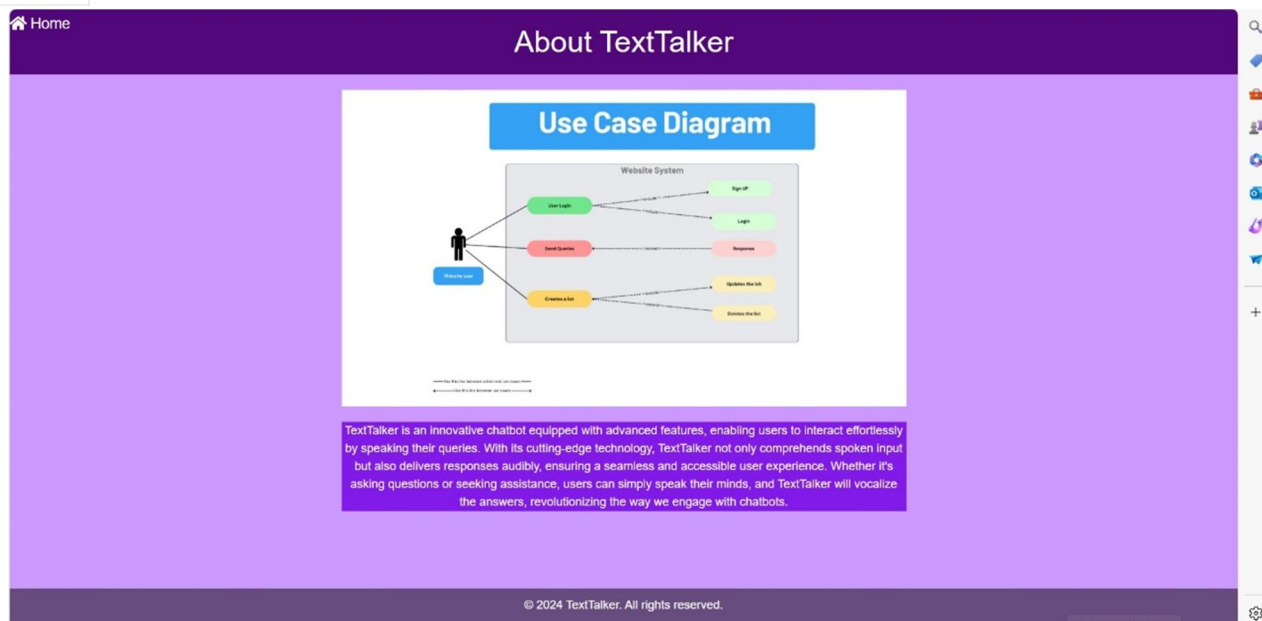 Home
About TextTalker
Use Case Diagram
Website System
Sign UP
User Login
Login
Send Queries
Response
Website user
Updates the
Creates a list
Deletes the list
TextTalker is an innovative chatbot equipped with advanced features, enabling users to interact effortlessly
by speaking their queries. With its cutting-edge technology, TextTalker not only comprehends spoken input
but also delivers responses audibly, ensuring a seamless and accessible user experience. Whether it's
asking questions or seeking assistance, users can simply speak their minds, and TextTalker will vocalize
the answers, revolutionizing the way we engage with chatbots.
© 2024 TextTalker. All rights reserved.